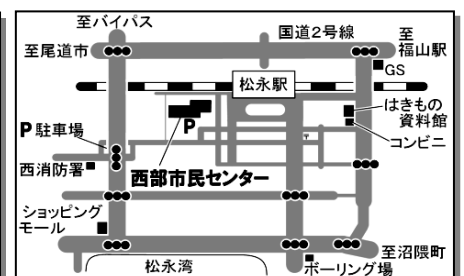 至バイパス
国道2号線
至
福山駅
至尾道市
GS
松永駅
はきもの
資料館
P
P 駐車場
コンビニ
西消防署
西部市民センター
ショッピング
モール
至沼隈町
松永湾
ボーリング場